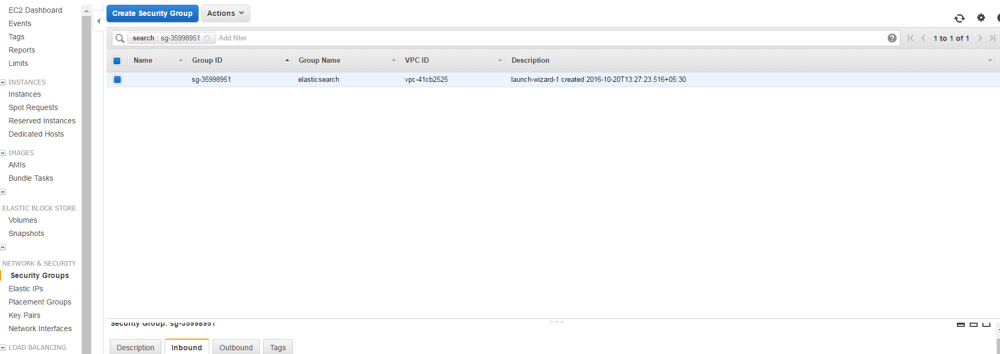 EC2 Dashboard
Events
Tags
Reports
Limits
INSTANCES
Instances
Spot Requests
Reserved Instances
Dedicated Hosts
IMAGES
AMIs
Bundle Tasks
ELASTIC BLOCK STORE
Volumes
Snapshots
NETWORK & SECURITY
Security Groups
Elastic IPs
Placement Groups
Key Pairs
Network Interfaces
LOAD BALANCING
Create Security Group Actions
search : sg-35998951 Add filter 1 to 1 of 1
Name Group ID Group Name VPC ID Description
sg-35998951 elasticsearch vpc-41cb2525 launch-wizard-1 created 2016-10-20T13:27:23.516+05:30
Security Group: sg-35998951
Description Inbound Outbound Tags